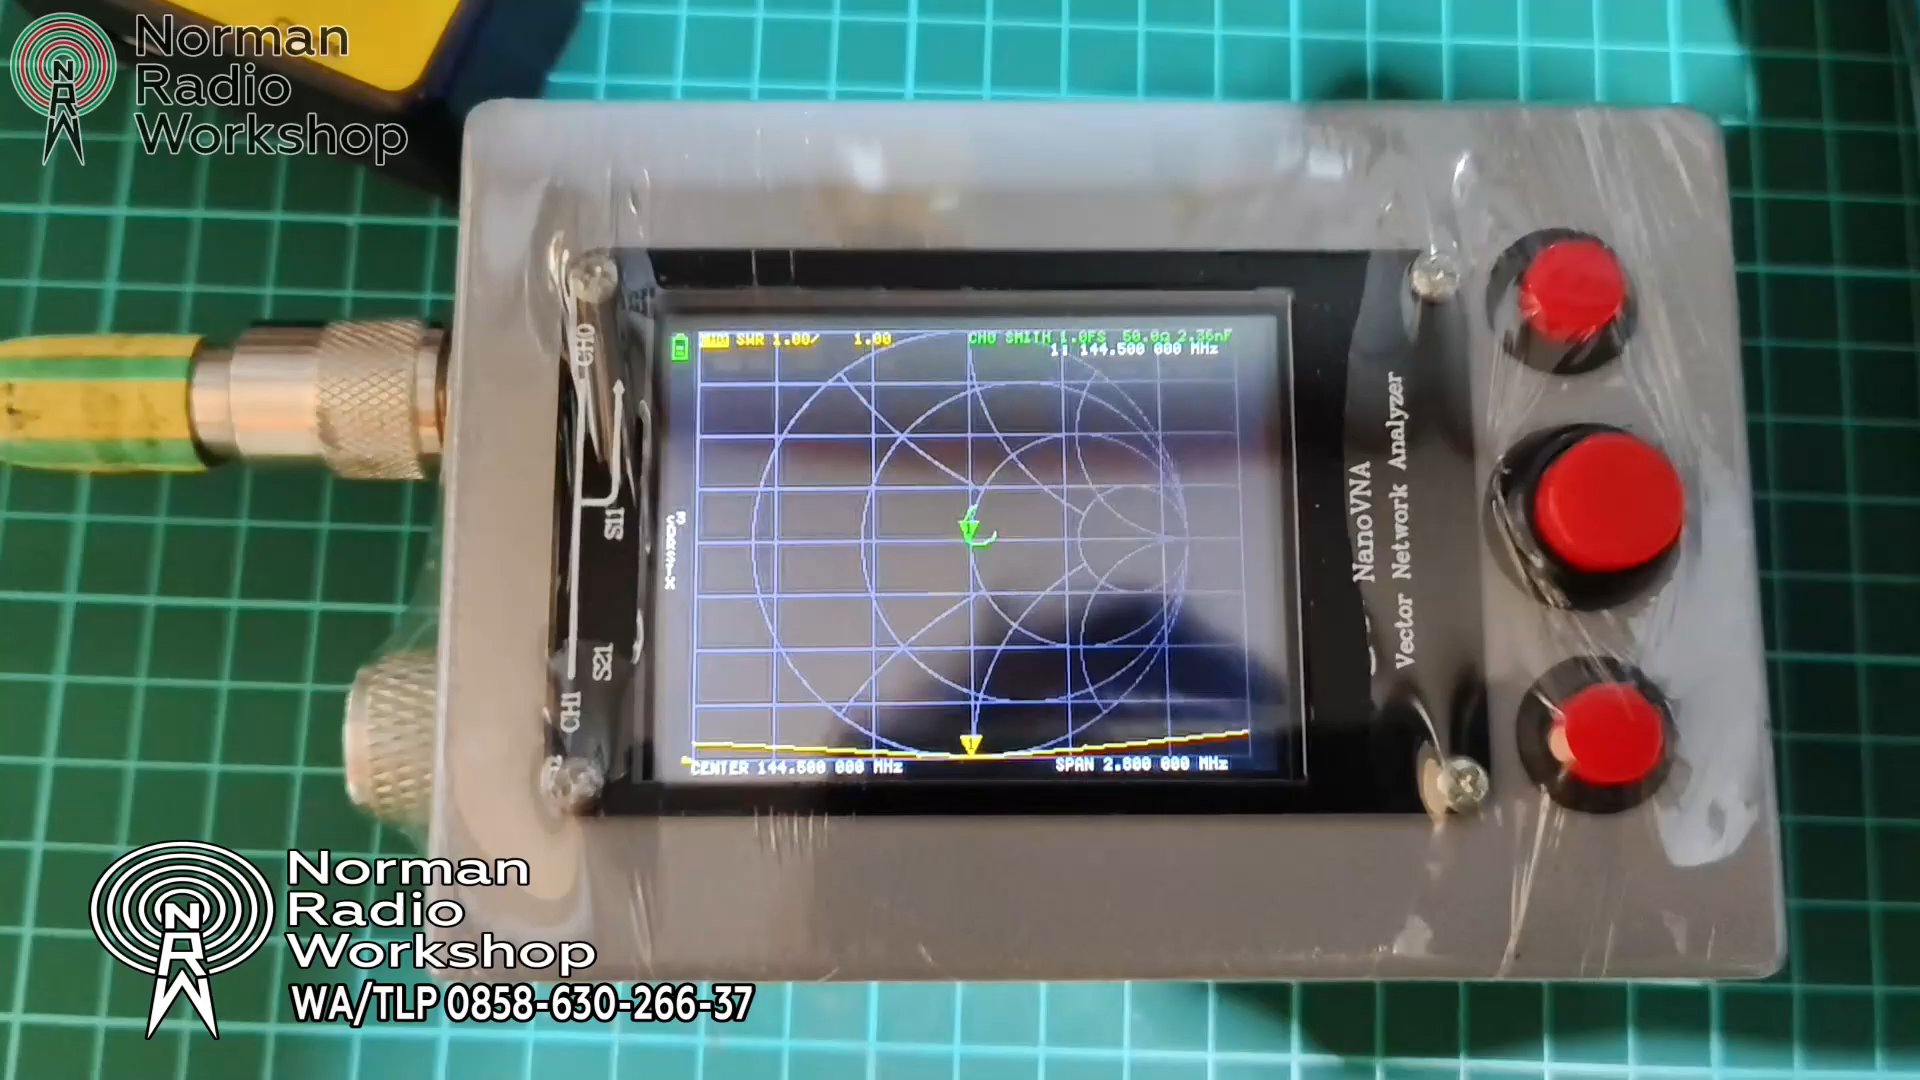 Norman
Radio
Workshop
NRW
CH0
S11
S21
CH1
SWR 1.00/ 1.00
CH0 SMITH 1.0FS 50.0Ω 2.36nF
1: 144.500 000 MHz
CENTER 144.500 000 MHz
SPAN 2.800 000 MHz
NanoVNA
Vector Network Analyzer
Norman
Radio
Workshop
WA/TLP 0858-630-266-37